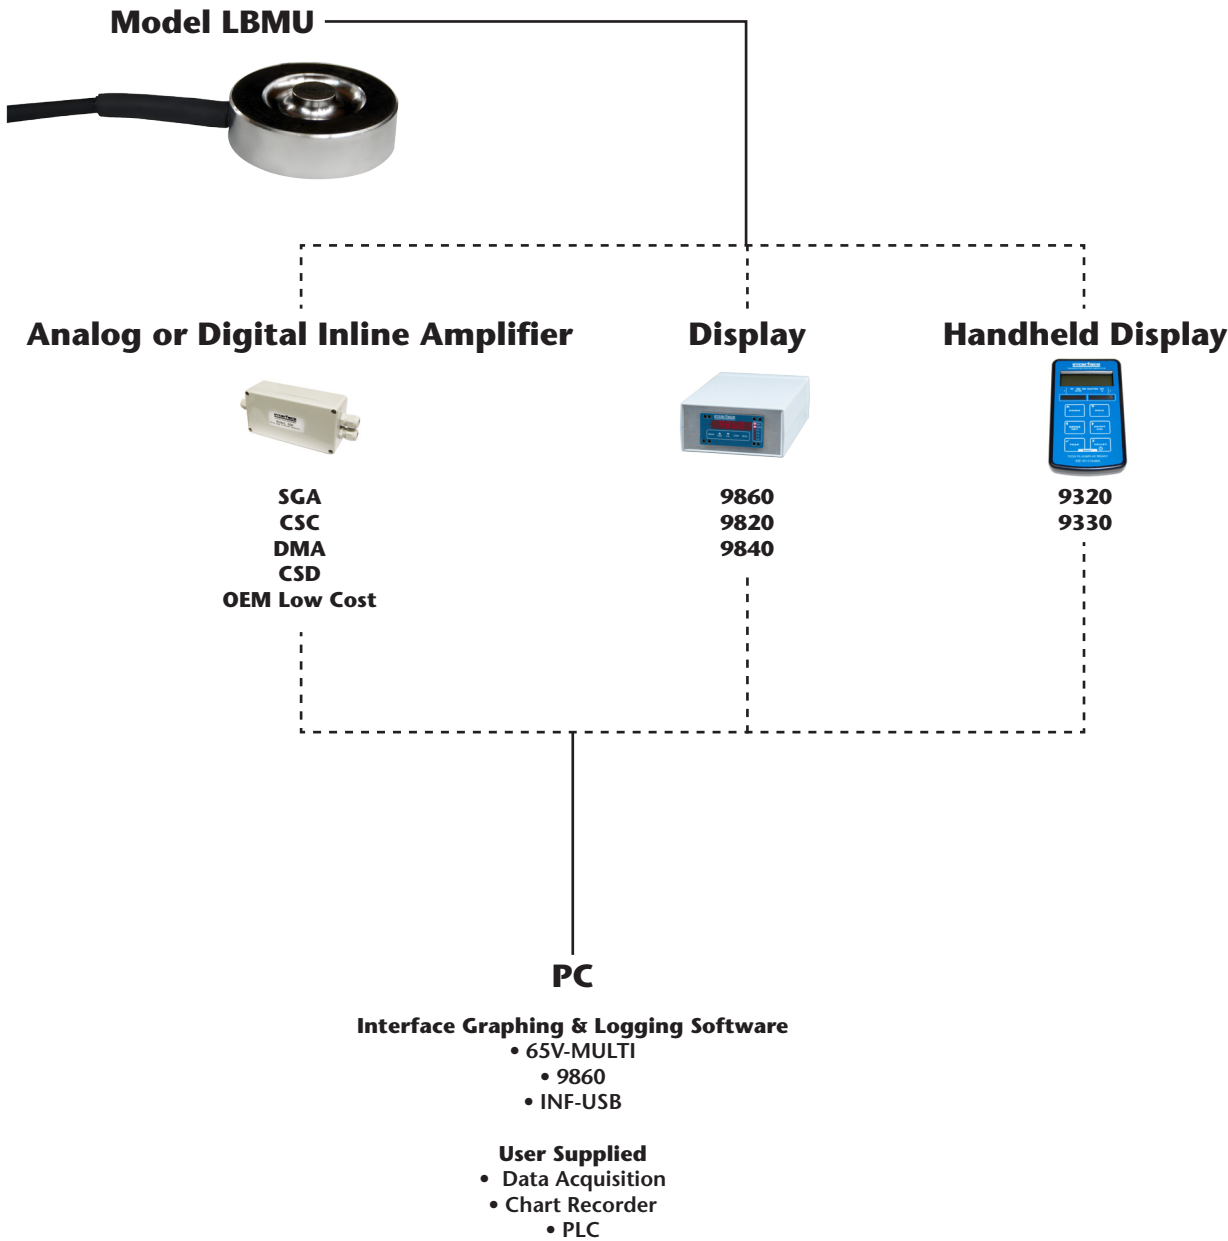 Model LBMU
Analog or Digital Inline Amplifier
Display
Handheld Display
SGA
CSC
DMA
CSD
OEM Low Cost
9860
9820
9840
9320
9330
PC
Interface Graphing & Logging Software
• 65V-MULTI
• 9860
• INF-USB
User Supplied
• Data Acquisition
• Chart Recorder
• PLC